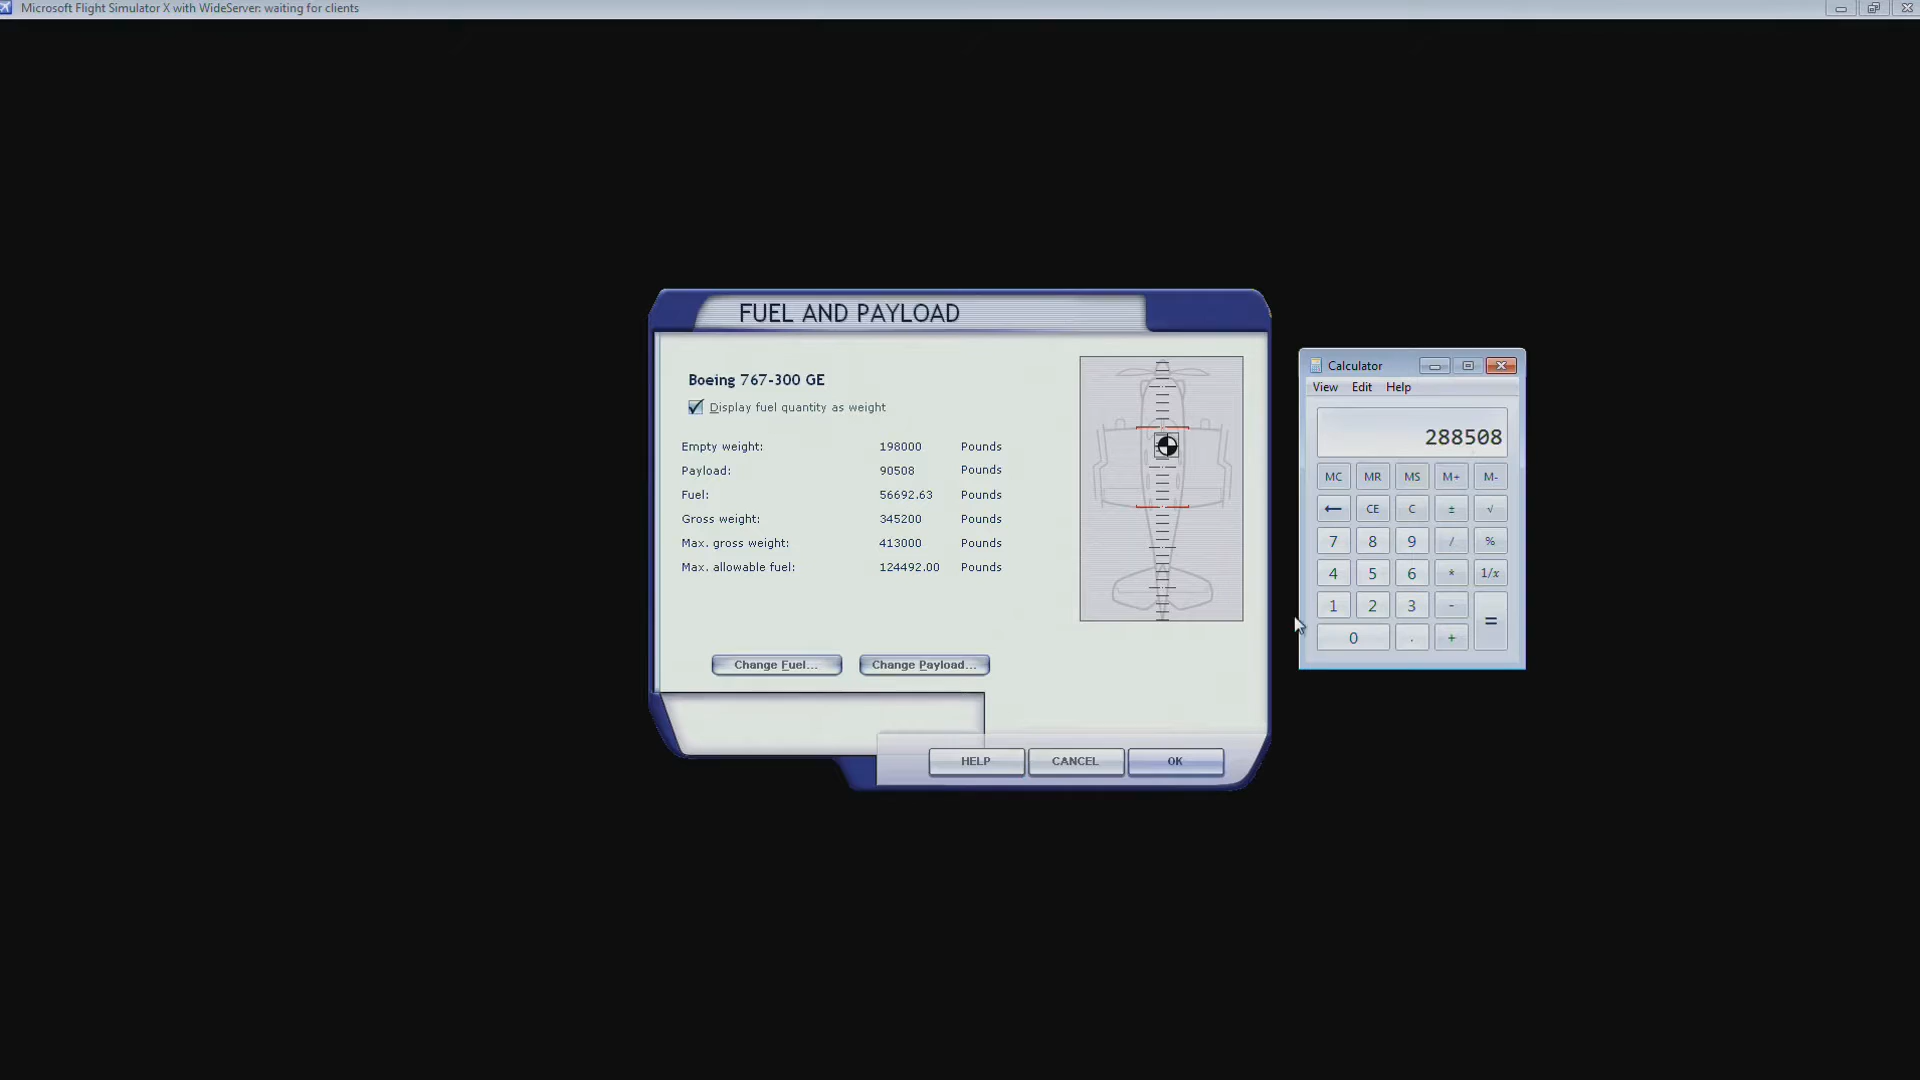 Microsoft Flight Simulator X with WideServer: waiting for clients
FUEL AND PAYLOAD
Boeing 767-300 GE
Display fuel quantity as weight
Empty weight: 198000 Pounds
Payload: 90508 Pounds
Fuel: 56692.63 Pounds
Gross weight: 345200 Pounds
Max. gross weight: 413000 Pounds
Max. allowable fuel: 124492.00 Pounds
Change Fuel... Change Payload...
HELP CANCEL OK
Calculator
View Edit Help
288508
MC MR MS M+ M-
← CE C ± √
7 8 9 / %
4 5 6 * 1/x
1 2 3 - =
0 . +